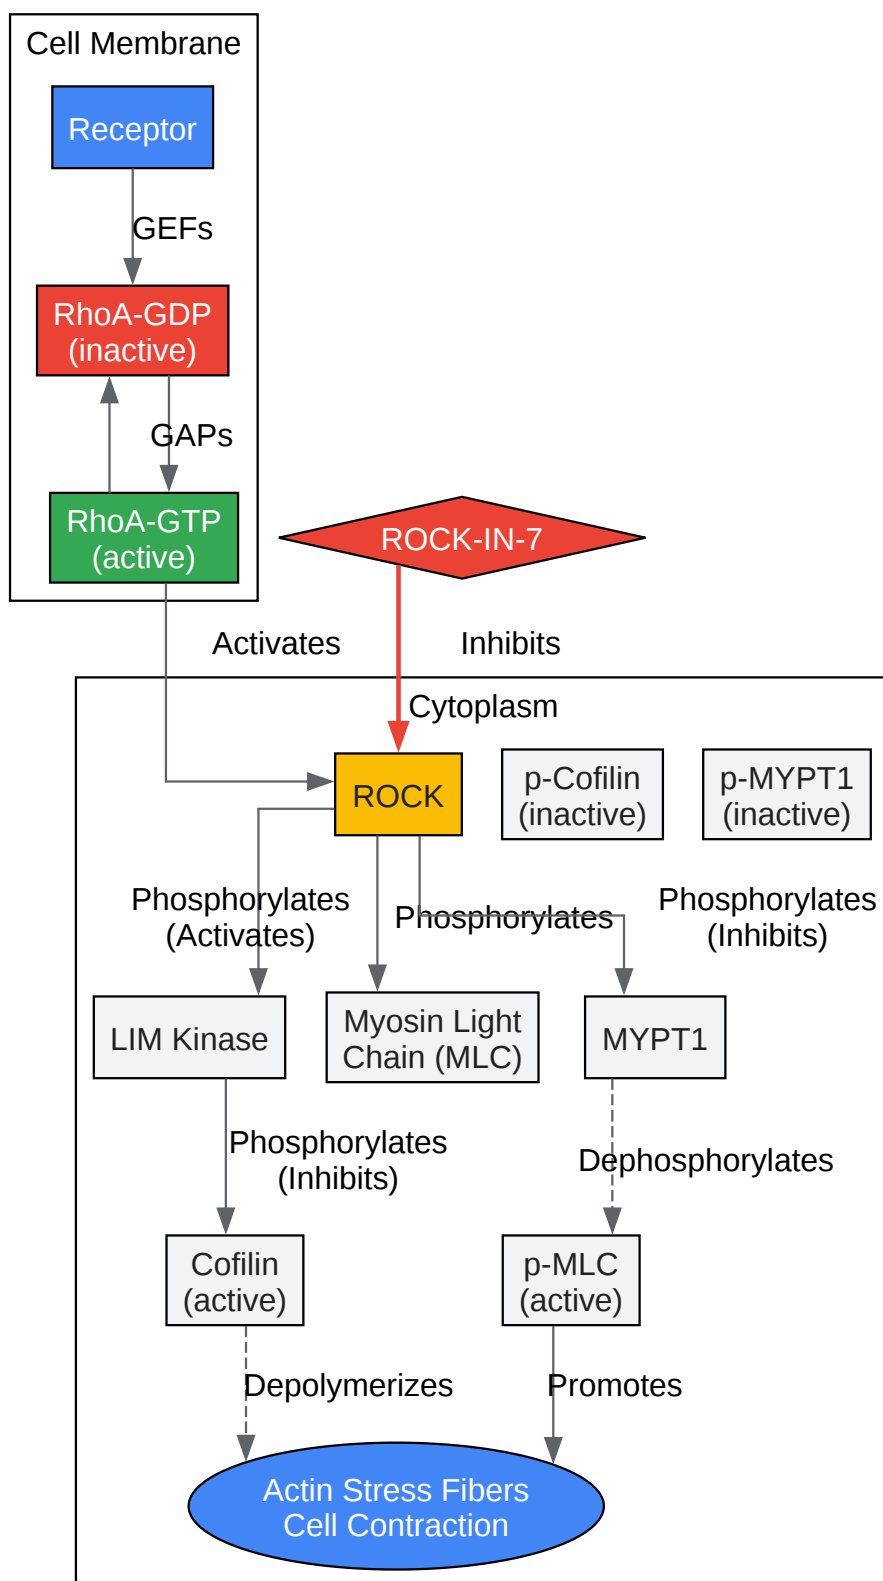 Cell Membrane
Receptor
GEFs
RhoA-GDP
(inactive)
GAPs
RhoA-GTP
(active)
ROCK-IN-7
Activates
Inhibits
Cytoplasm
ROCK
p-Cofilin
(inactive)
p-MYPT1
(inactive)
Phosphorylates
(Activates)
Phosphorylates
Phosphorylates
(Inhibits)
LIM Kinase
Myosin Light
Chain (MLC)
MYPT1
Phosphorylates
(Inhibits)
Dephosphorylates
Cofilin
(active)
p-MLC
(active)
Depolymerizes
Promotes
Actin Stress Fibers
Cell Contraction